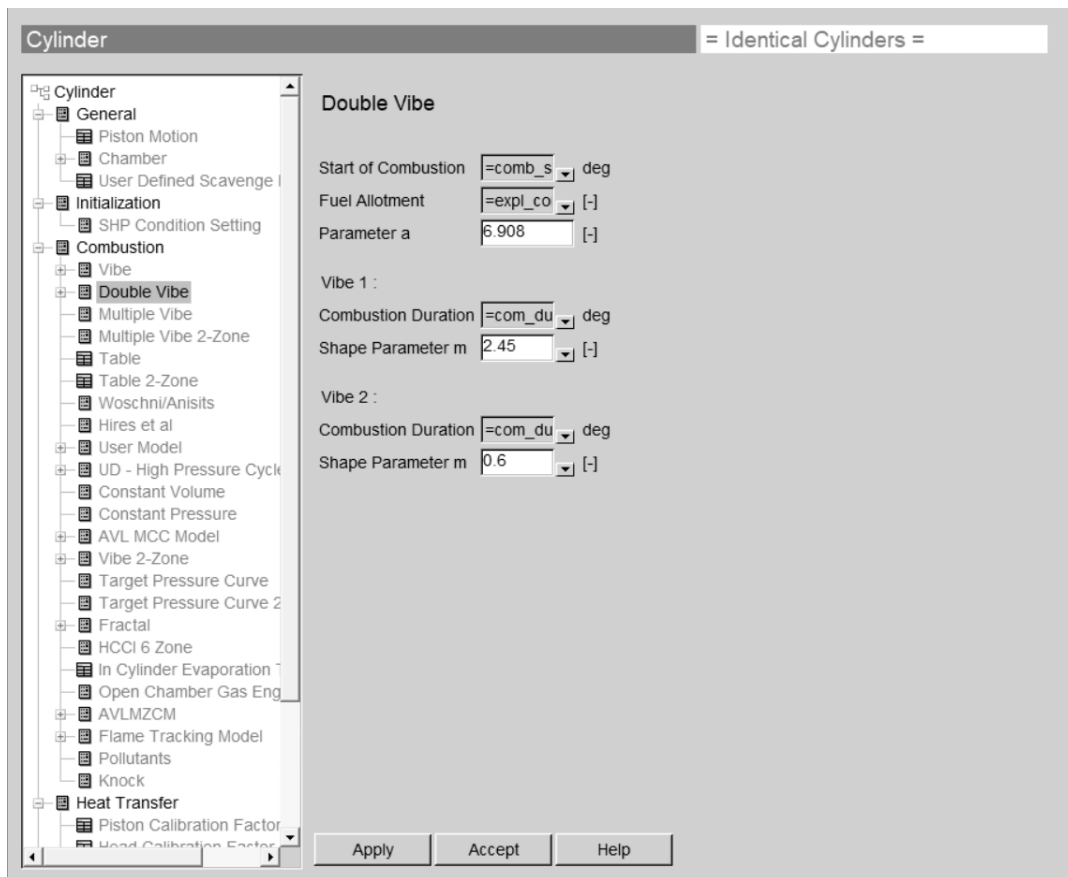 Cylinder
= Identical Cylinders =
Cylinder
General
Piston Motion
Chamber
User Defined Scavenge
Initialization
SHP Condition Setting
Combustion
Vibe
Double Vibe
Multiple Vibe
Multiple Vibe 2-Zone
Table
Table 2-Zone
Woschni/Anisits
Hires et al
User Model
UD - High Pressure Cycle
Constant Volume
Constant Pressure
AVL MCC Model
Vibe 2-Zone
Target Pressure Curve
Target Pressure Curve 2
Fractal
HCCI 6 Zone
In Cylinder Evaporation
Open Chamber Gas Eng
AVLMZCM
Flame Tracking Model
Pollutants
Knock
Heat Transfer
Piston Calibration Factor
Head Calibration Factor
Double Vibe
Start of Combustion =comb_s deg
Fuel Allotment =expl_co [-]
Parameter a 6.908 [-]
Vibe 1 :
Combustion Duration =com_du deg
Shape Parameter m 2.45 [-]
Vibe 2 :
Combustion Duration =com_du deg
Shape Parameter m 0.6 [-]
Apply Accept Help